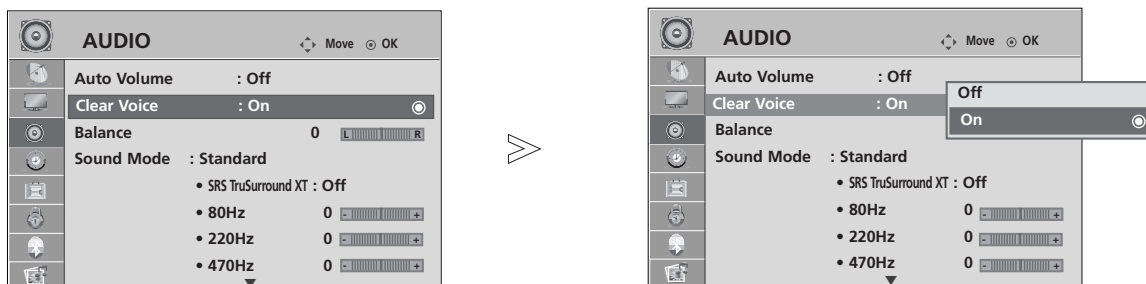 AUDIO Move OK
Auto Volume : Off
Clear Voice : On
Balance 0 L R
Sound Mode : Standard
• SRS TruSurround XT : Off
• 80Hz 0 - +
• 220Hz 0 - +
• 470Hz 0 - +
AUDIO Move OK
Auto Volume : Off
Clear Voice : On
Off
On
Balance
Sound Mode : Standard
• SRS TruSurround XT : Off
• 80Hz 0 - +
• 220Hz 0 - +
• 470Hz 0 - +